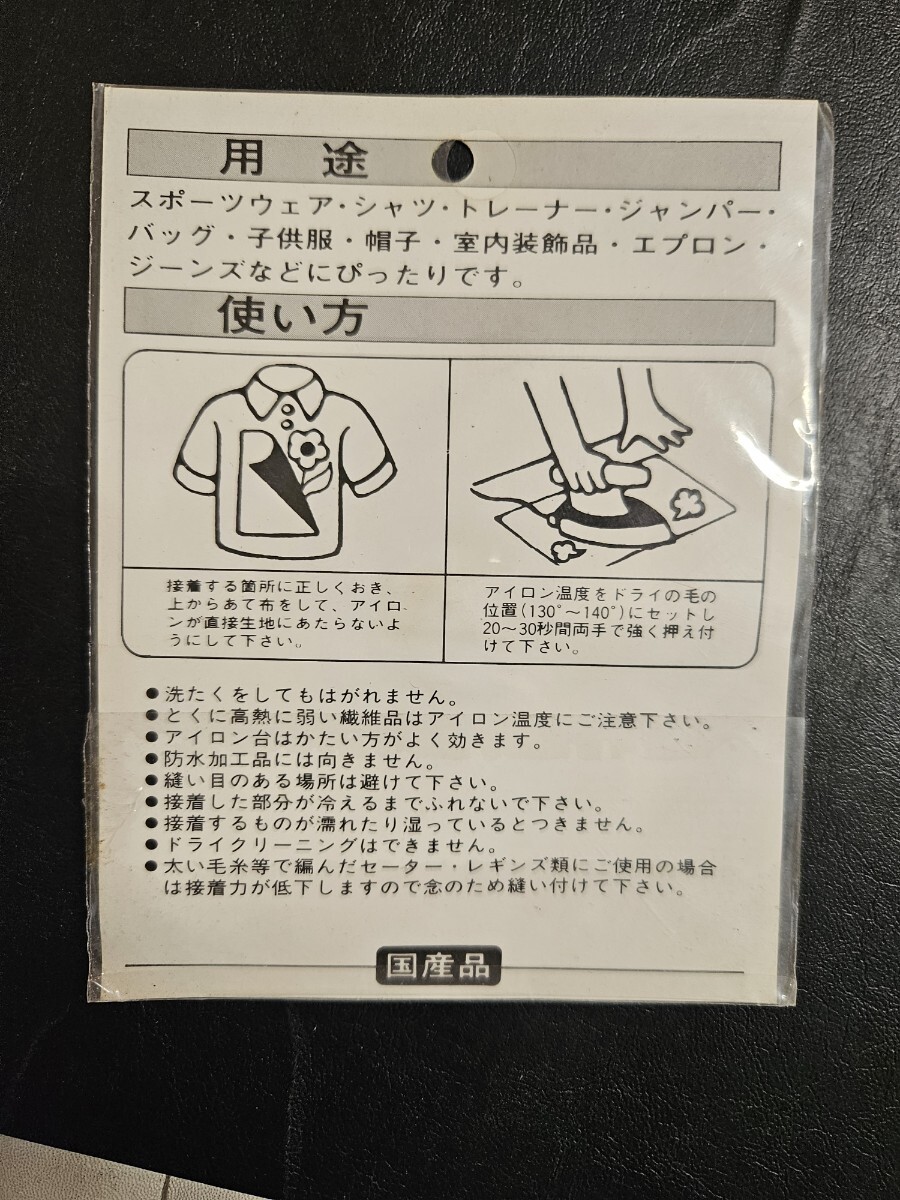 用途
スポーツウェア・シャツ・トレーナー・ジャンパー・
バッグ・子供服・帽子・室内装飾品・エプロン・
ジーンズなどにぴったりです。
使い方
接着する箇所に正しくおき、
上からあて布をして、アイロ
ンが直接生地にあたらないよ
うにして下さい。
アイロン温度をドライの毛の
位置(130°〜140°)にセットし
20〜30秒間両手で強く押え付
けて下さい。
●洗たくをしてもはがれません。
●とくに高熱に弱い繊維品はアイロン温度にご注意下さい。
●アイロン台はかたい方がよく効きます。
●防水加工品には向きません。
●縫い目のある場所は避けて下さい。
●接着した部分が冷えるまでふれないで下さい。
●接着するものが濡れたり湿っているとつきません。
●ドライクリーニングはできません。
●太い毛糸等で編んだセーター・レギンズ類にご使用の場合
は接着力が低下しますので念のため縫い付けて下さい。
国産品